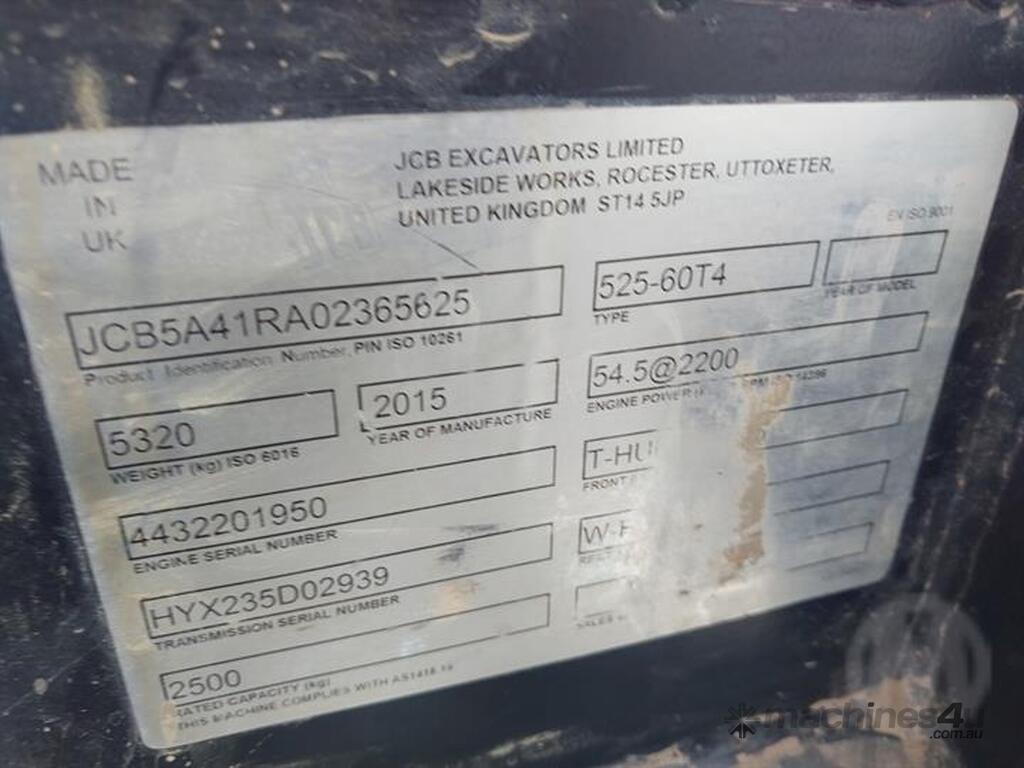 MADE
IN
UK
JCB EXCAVATORS LIMITED
LAKESIDE WORKS, ROCESTER, UTTOXETER,
UNITED KINGDOM ST14 5JP
EN ISO 9001
JCB5A41RA02365625
Product Identification Number, PIN ISO 10261
525-60T4
TYPE
YEAR OF MODEL
5320
WEIGHT (kg) ISO 6016
2015
YEAR OF MANUFACTURE
54.5@2200
ENGINE POWER
4432201950
ENGINE SERIAL NUMBER
T-HU
FRONT
HYX235D02939
TRANSMISSION SERIAL NUMBER
W-
2500
RATED CAPACITY (kg)
THIS MACHINE COMPLIES WITH AS1418.19
SALES
machines4u
.com.au